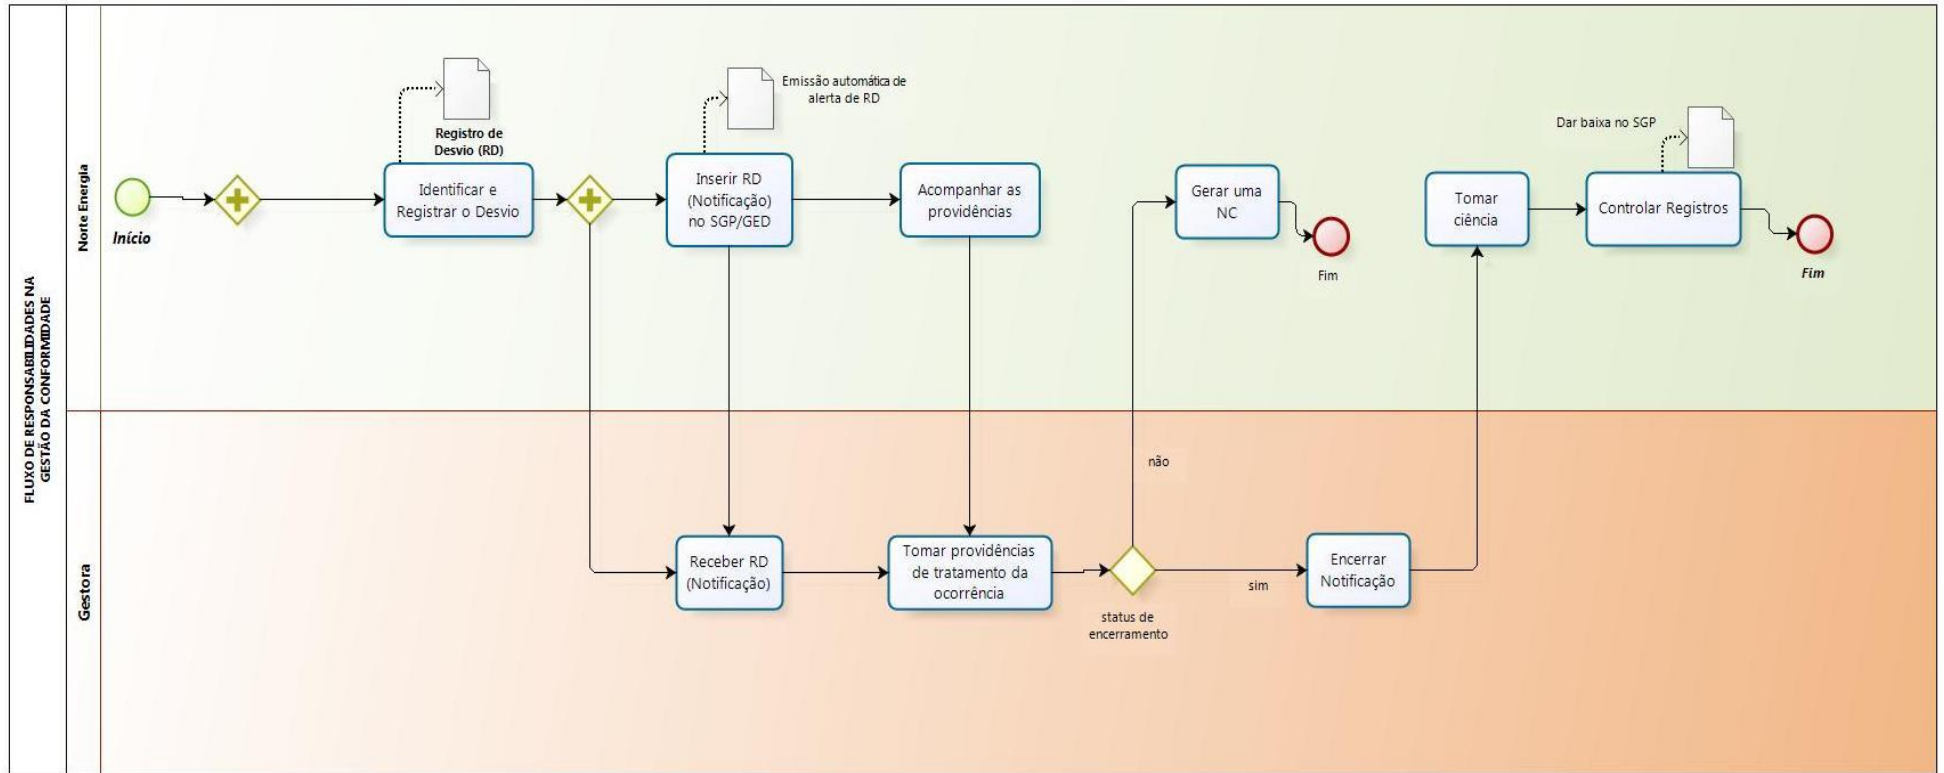 FLUXO DE RESPONSABILIDADES NA
GESTÃO DA CONFORMIDADE
Norte Energia
Início
Registro de
Desvio (RD)
Identificar e
Registrar o Desvio
Emissão automática de
alerta de RD
Inserir RD
(Notificação)
no SGP/GED
Acompanhar as
providências
Gerar uma
NC
Fim
Tomar
ciência
Dar baixa no SGP
Controlar Registros
Fim
Gestora
Receber RD
(Notificação)
Tomar providências
de tratamento da
ocorrência
não
status de
encerramento
sim
Encerrar
Notificação